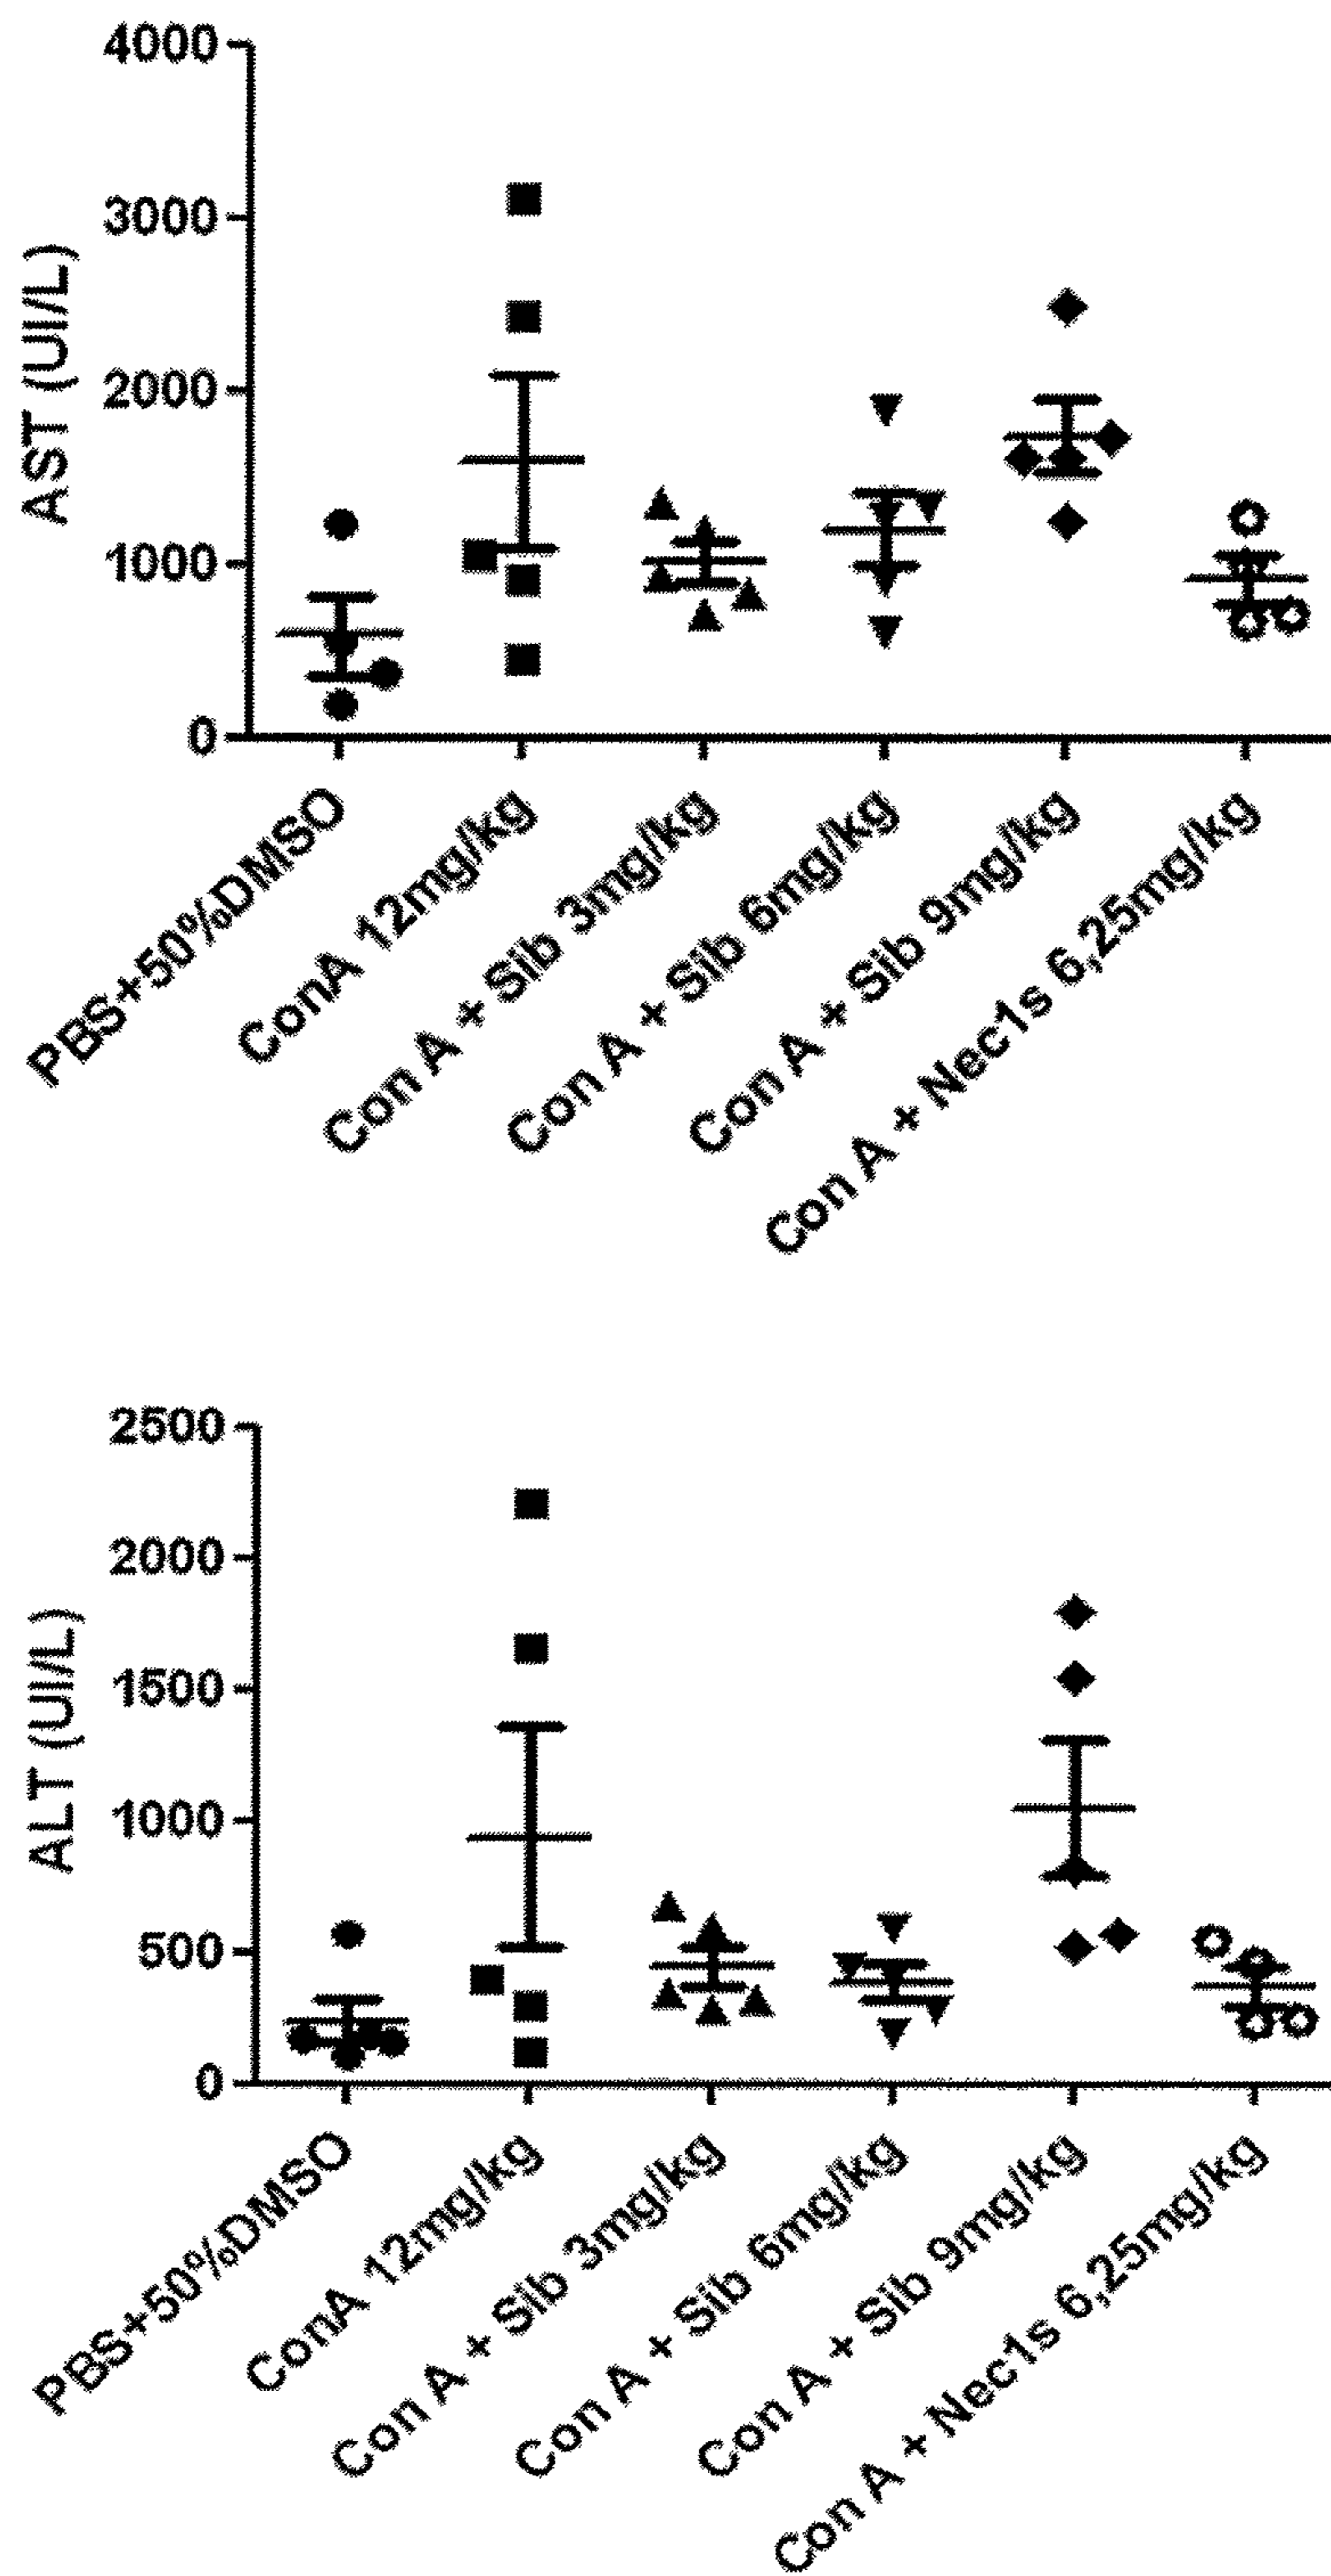 4000
3000
2000
1000
0
AST (UI/L)
PBS+50%DMSO
ConA 12mg/kg
Con A + Sib 3mg/kg
Con A + Sib 6mg/kg
Con A + Sib 9mg/kg
Con A + Nec1s 6,25mg/kg
2500
2000
1500
1000
500
0
ALT (UI/L)
PBS+50%DMSO
ConA 12mg/kg
Con A + Sib 3mg/kg
Con A + Sib 6mg/kg
Con A + Sib 9mg/kg
Con A + Nec1s 6,25mg/kg